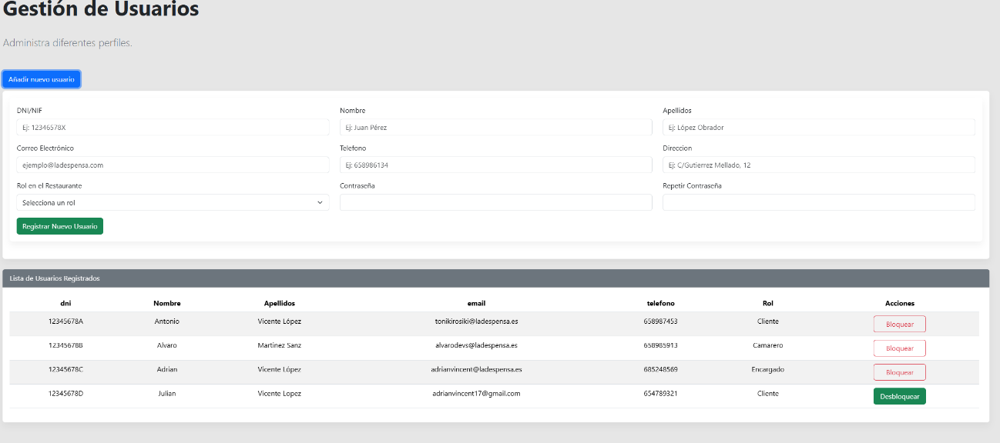 Gestión de Usuarios
Administra diferentes perfiles.
Añadir nuevo usuario
DNI/NIF Nombre Apellidos
Ej: 12346578X Ej: Juan Pérez Ej: López Obrador
Correo Electrónico Telefono Direccion
ejemplo@ladespensa.com Ej: 658986134 Ej: C/Gutierrez Mellado, 12
Rol en el Restaurante Contraseña Repetir Contraseña
Selecciona un rol
Registrar Nuevo Usuario
Lista de Usuarios Registrados
dni Nombre Apellidos email telefono Rol Acciones
12345678A Antonio Vicente López tonikirosiki@ladespensa.es 658987453 Cliente Bloquear
12345678B Alvaro Martinez Sanz alvarodevs@ladespensa.es 658985913 Camarero Bloquear
12345678C Adrian Vicente López adrianvincent@ladespensa.es 685248569 Encargado Bloquear
12345678D Julian Vicente Lopez adrianvincent17@gmail.com 654789321 Cliente Desbloquear